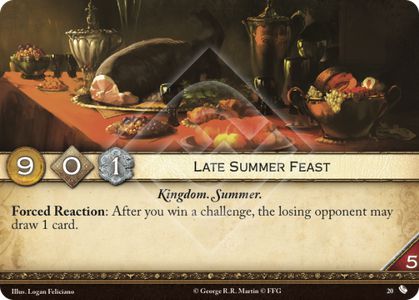 9 0 1 LATE SUMMER FEAST
Kingdom. Summer.
Forced Reaction: After you win a challenge, the losing opponent may
draw 1 card.
5
Illus. Logan Feliciano © George R.R. Martin © FFG 20